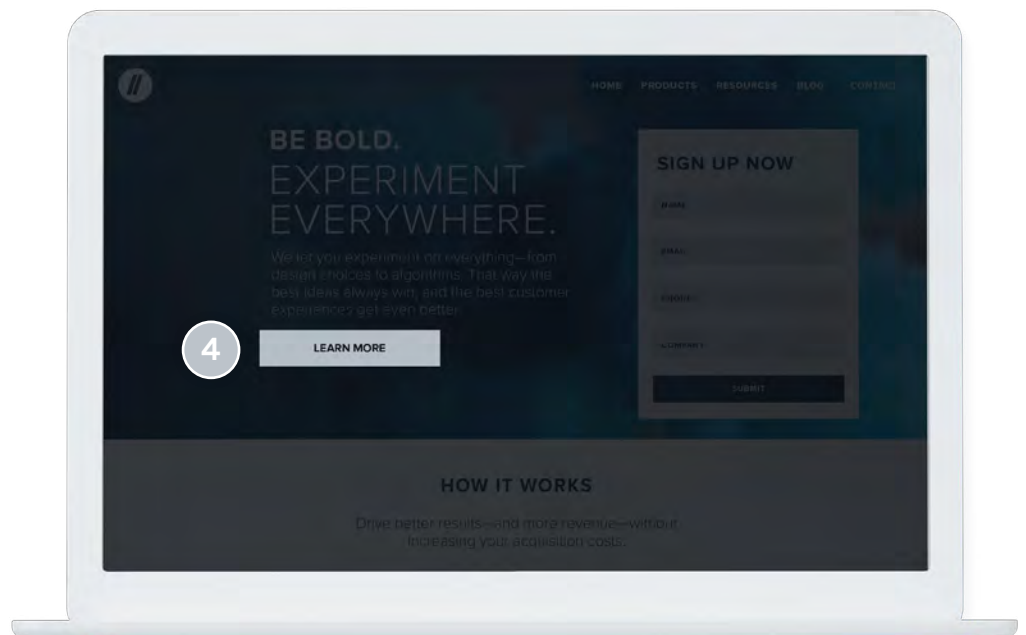 HOME PRODUCTS RESOURCES BLOG CONTACT
BE BOLD.
EXPERIMENT
EVERYWHERE.
We let you experiment on everything—from
design choices to algorithms. That way the
best ideas always win, and the best customer
experiences get even better.
4
LEARN MORE
SIGN UP NOW
NAME
EMAIL
PHONE
COMPANY
SUBMIT
HOW IT WORKS
Drive better results—and more revenue—without
increasing your acquisition costs.